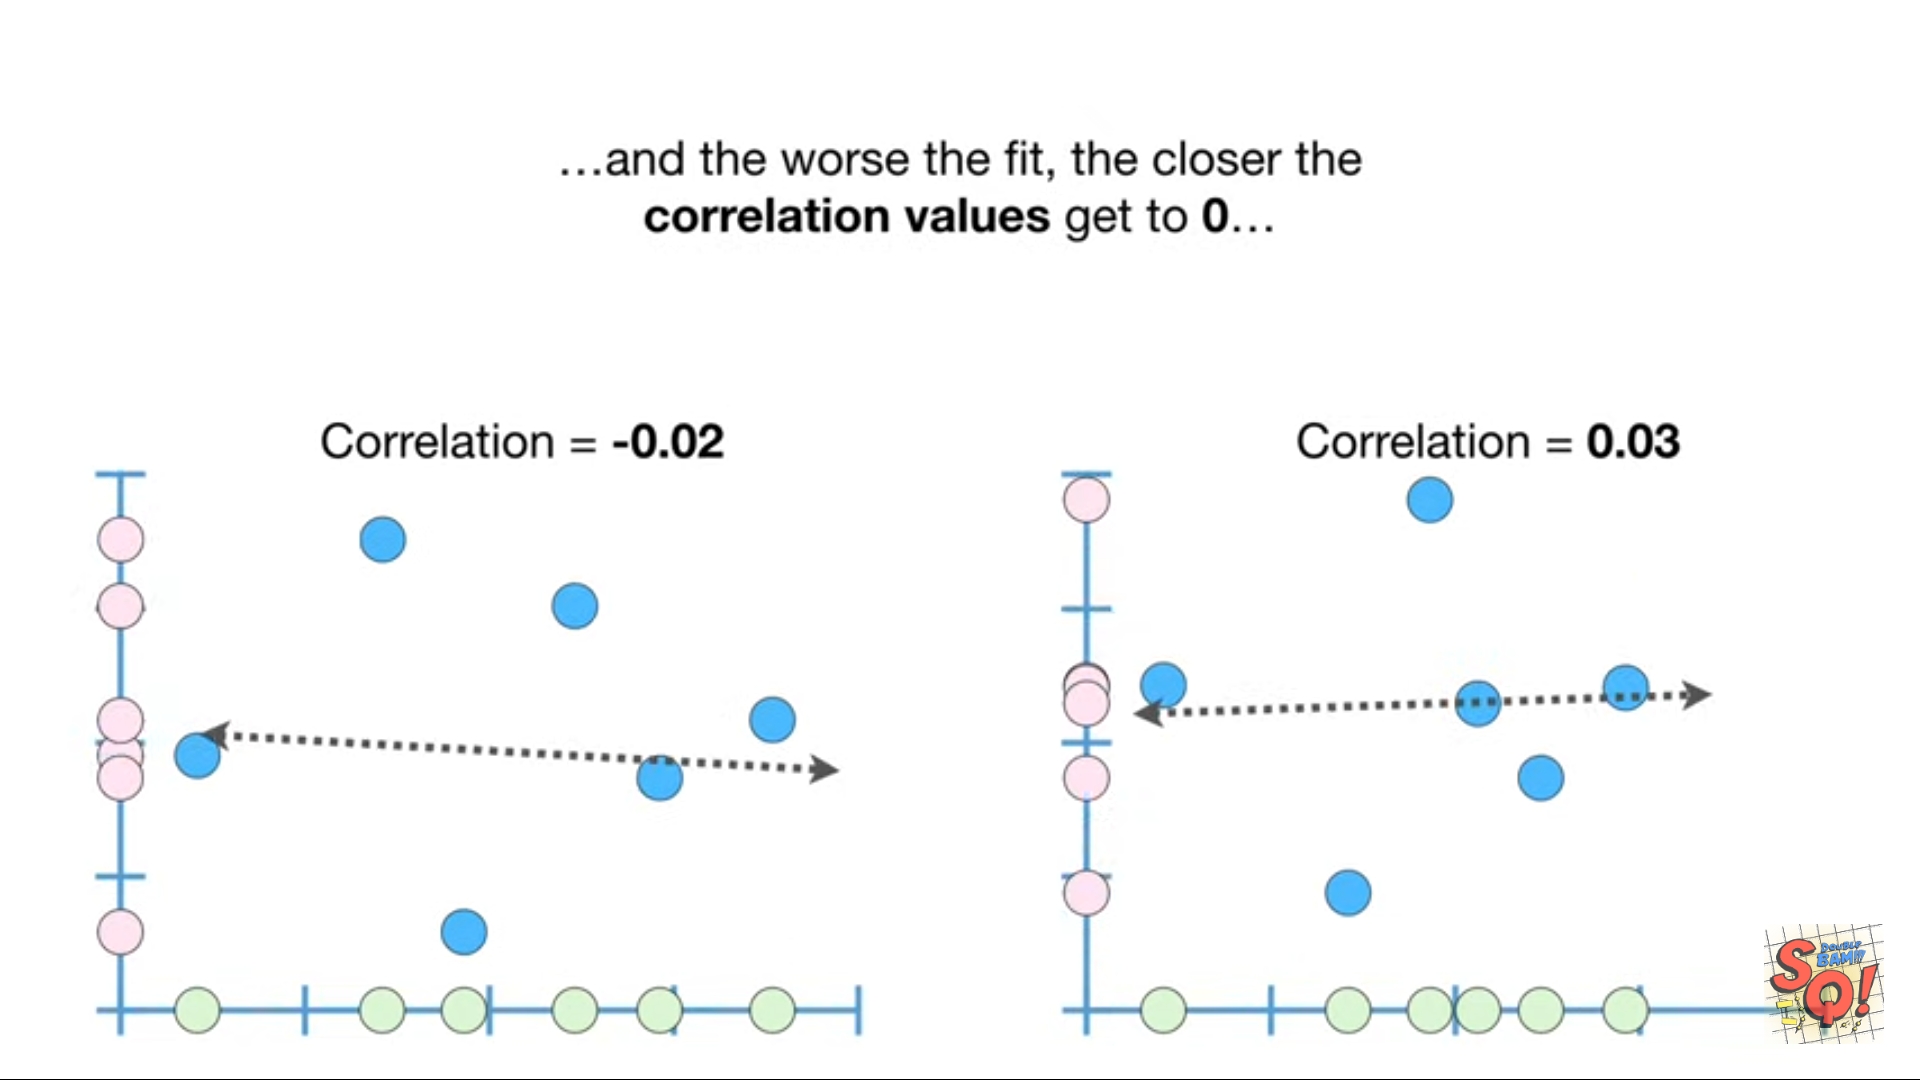 …and the worse the fit, the closer the
correlation values get to 0…
Correlation = -0.02
Correlation = 0.03
DOUBLE
BAM!!
SQ!